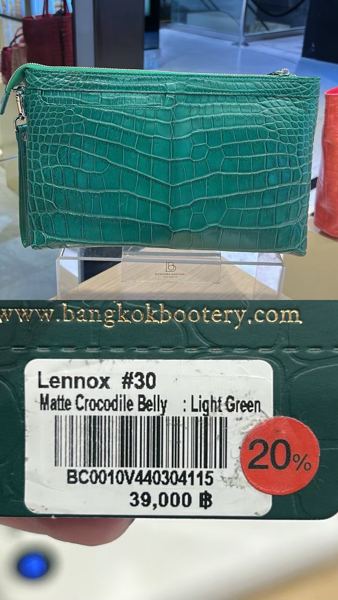 www.bangkokbootery.com
Lennox #30
Matte Crocodile Belly : Light Green
BC0010V440304115
39,000 ฿
20%